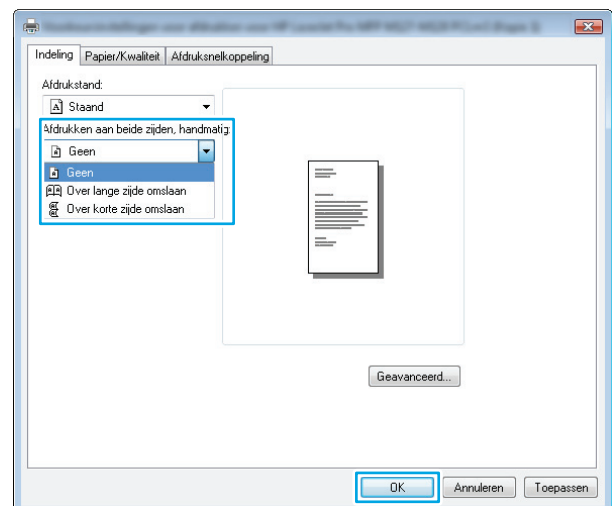 Indeling Papier/Kwaliteit Afdruksnelkoppeling
Afdrukstand:
A Staand
Afdrukken aan beide zijden, handmatig:
Geen
Geen
Over lange zijde omslaan
Over korte zijde omslaan
Geavanceerd...
OK Annuleren Toepassen